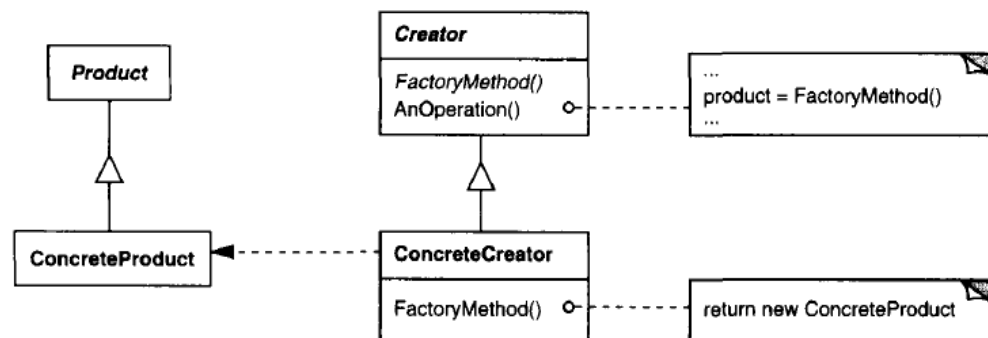 Product
ConcreteProduct
Creator
FactoryMethod()
AnOperation()
...
product = FactoryMethod()
...
ConcreteCreator
FactoryMethod()
return new ConcreteProduct